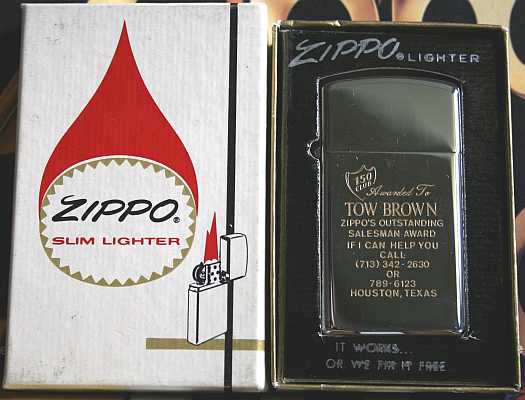 ZIPPO®
SLIM LIGHTER
ZIPPO® LIGHTER
150
CLUB
Awarded To
TOW BROWN
ZIPPO'S OUTSTANDING
SALESMAN AWARD
IF I CAN HELP YOU
CALL
(713) 342-2630
OR
789-6123
HOUSTON, TEXAS
IT WORKS...
OR WE FIX IT FREE